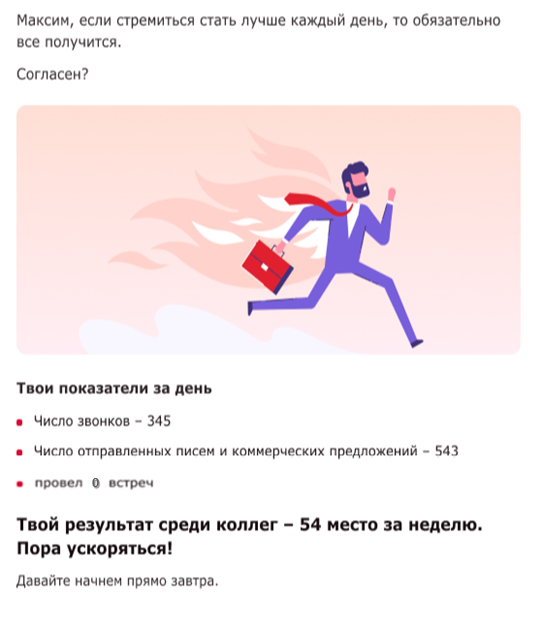 Максим, если стремиться стать лучше каждый день, то обязательно
все получится.
Согласен?
Твои показатели за день
Число звонков – 345
Число отправленных писем и коммерческих предложений – 543
провел 0 встреч
Твой результат среди коллег – 54 место за неделю.
Пора ускоряться!
Давайте начнем прямо завтра.